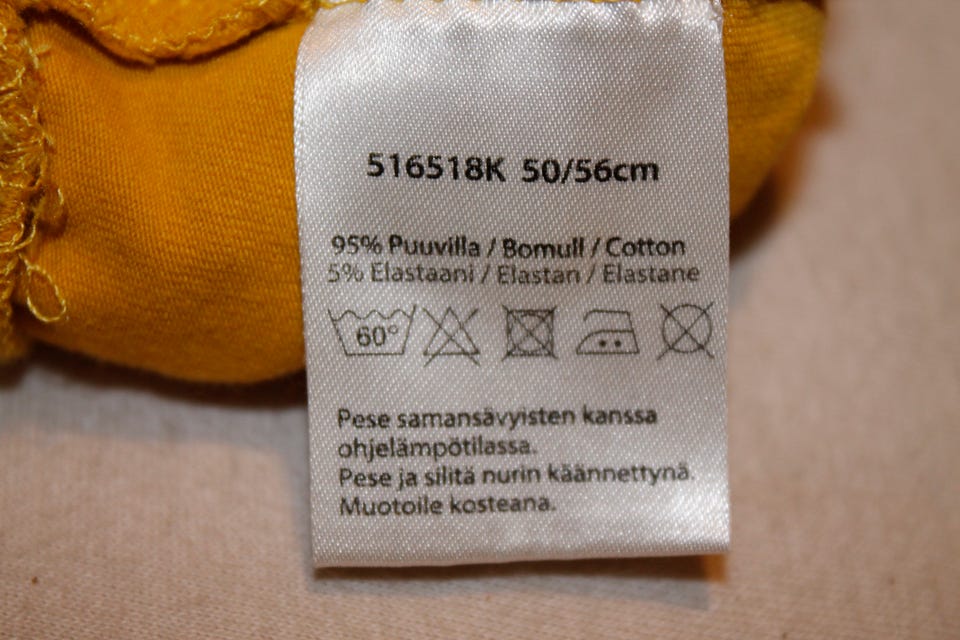 516518K 50/56cm
95% Puuvilla / Bomull / Cotton
5% Elastaani / Elastan / Elastane
60°
Pese samansävyisten kanssa
ohjelämpötilassa.
Pese ja silitä nurin käännettynä.
Muotoile kosteana.